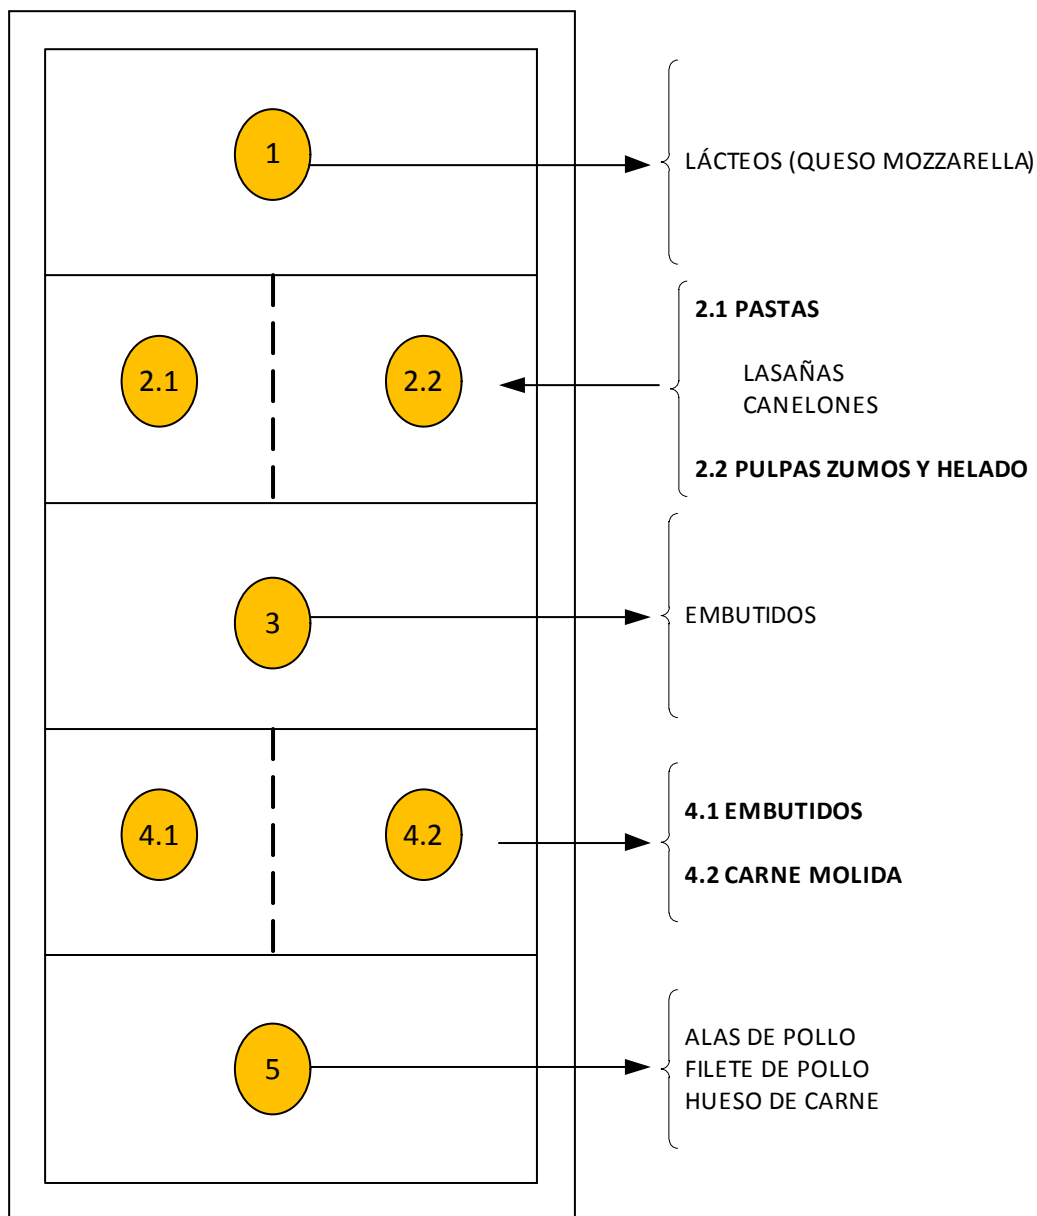 1
LÁCTEOS (QUESO MOZZARELLA)
2.1
2.2
2.1 PASTAS
LASAÑAS
CANELONES
2.2 PULPAS ZUMOS Y HELADO
3
EMBUTIDOS
4.1
4.2
4.1 EMBUTIDOS
4.2 CARNE MOLIDA
5
ALAS DE POLLO
FILETE DE POLLO
HUESO DE CARNE